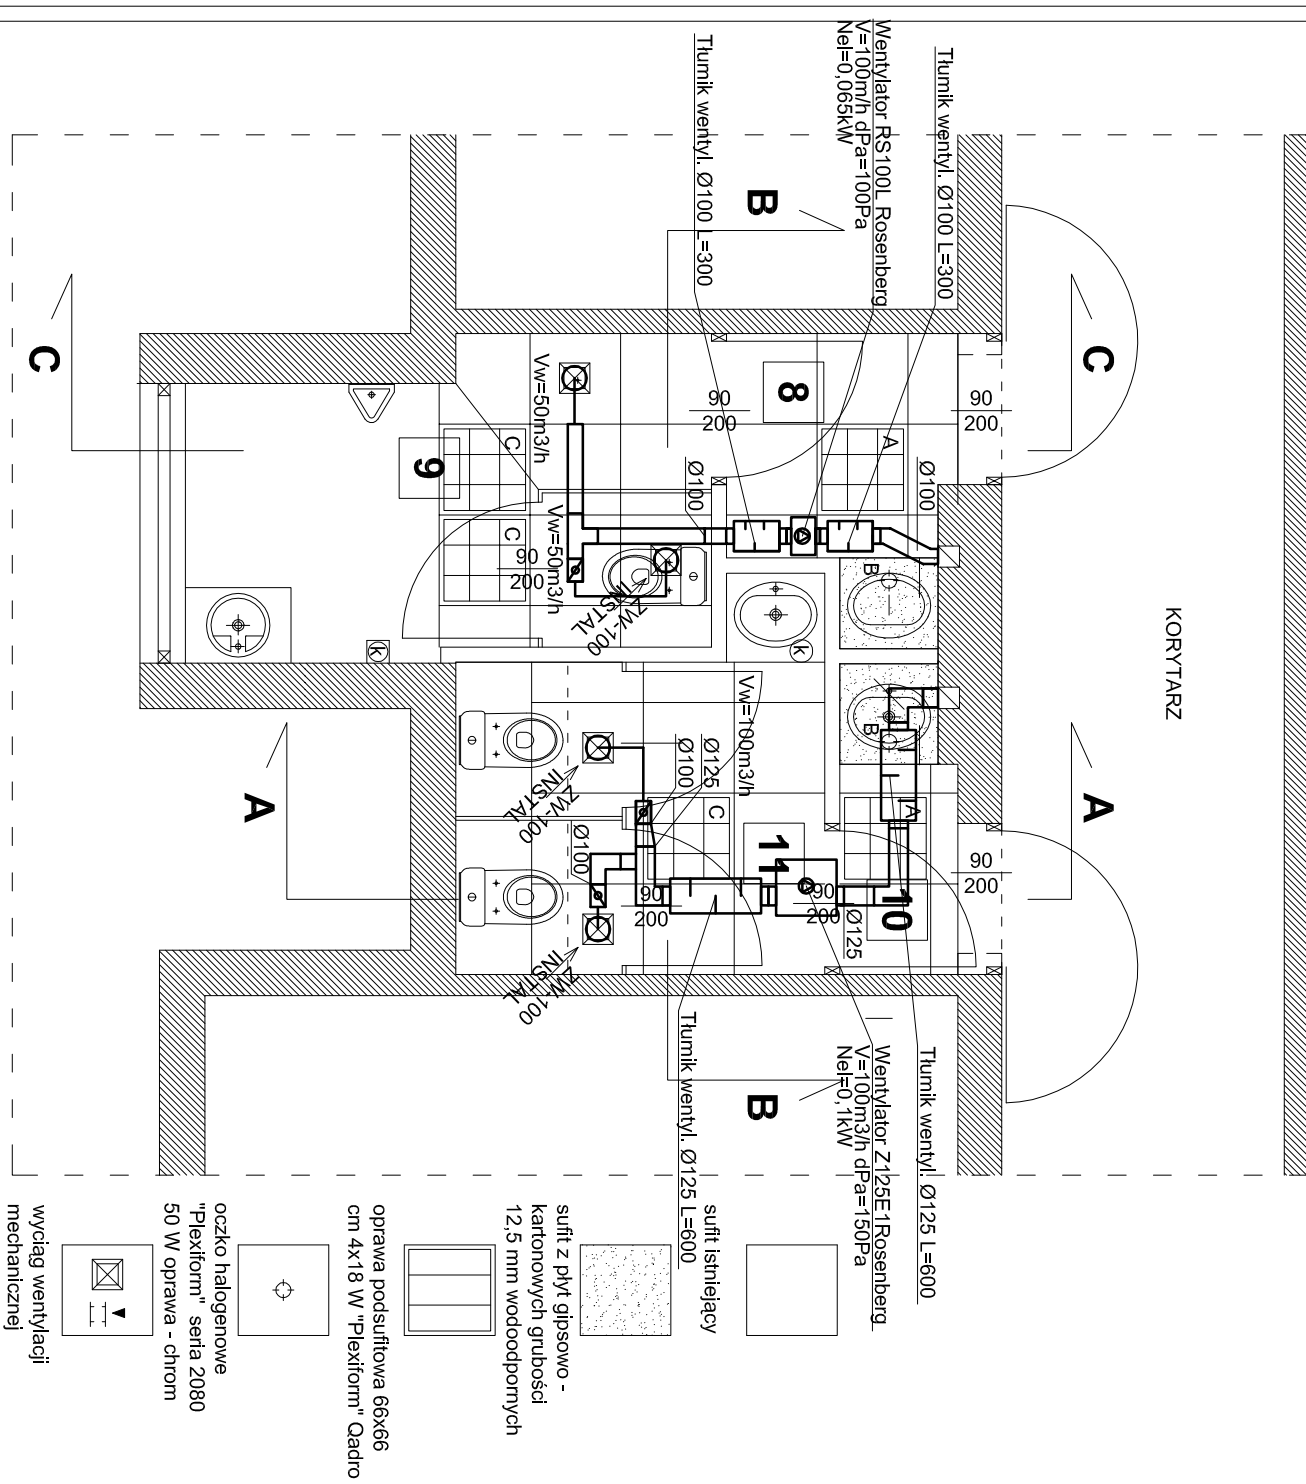 KORYTARZ
C
C
A
A
B
B
Tłumik wentyl. Ø100 L=300
Wentylator RS100L Rosenberg
V=100m/h dPa=100Pa
Nel=0,065kW
Tłumik wentyl. Ø100 L=300
Tłumik wentyl. Ø125 L=600
Wentylator Z125E1Rosenberg
V=100m3/h dPa=150Pa
Nel=0,1kW
Tłumik wentyl. Ø125 L=600
8
9
10
11
90
200
90
200
90
200
90
200
90
200
90
200
Ø100
Ø100
Ø125
Ø100
Ø100
Ø125
Vw=50m3/h
Vw=50m3/h
Vw=100m3/h
ZW-100
INSTAL
ZW-100
INSTAL
ZW-100
INSTAL
A
A
B
B
C
C
C
k
k
sufit istniejący
sufit z płyt gipsowo -
kartonowych grubości
12,5 mm wodoodpornych
oprawa podsufitowa 66x66
cm 4x18 W "Plexiform" Qadro
oczko halogenowe
"Plexiform" seria 2080
50 W oprawa - chrom
wyciąg wentylacji
mechanicznej